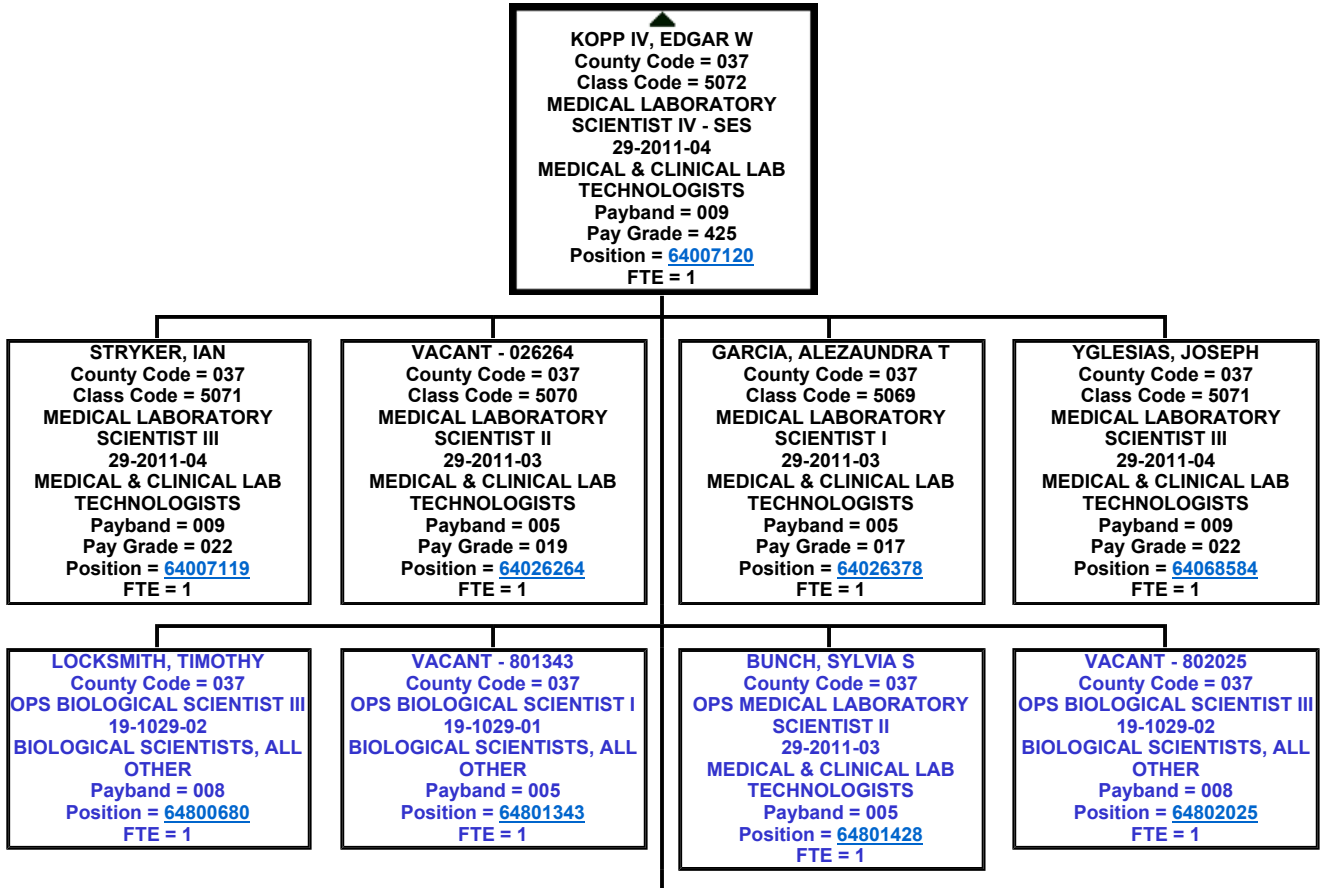 KOPP IV, EDGAR W
County Code = 037
Class Code = 5072
MEDICAL LABORATORY
SCIENTIST IV - SES
29-2011-04
MEDICAL & CLINICAL LAB
TECHNOLOGISTS
Payband = 009
Pay Grade = 425
Position = 64007120
FTE = 1
STRYKER, IAN
County Code = 037
Class Code = 5071
MEDICAL LABORATORY
SCIENTIST III
29-2011-04
MEDICAL & CLINICAL LAB
TECHNOLOGISTS
Payband = 009
Pay Grade = 022
Position = 64007119
FTE = 1
VACANT - 026264
County Code = 037
Class Code = 5070
MEDICAL LABORATORY
SCIENTIST II
29-2011-03
MEDICAL & CLINICAL LAB
TECHNOLOGISTS
Payband = 005
Pay Grade = 019
Position = 64026264
FTE = 1
GARCIA, ALEZAUNDRA T
County Code = 037
Class Code = 5069
MEDICAL LABORATORY
SCIENTIST I
29-2011-03
MEDICAL & CLINICAL LAB
TECHNOLOGISTS
Payband = 005
Pay Grade = 017
Position = 64026378
FTE = 1
YGLESIAS, JOSEPH
County Code = 037
Class Code = 5071
MEDICAL LABORATORY
SCIENTIST III
29-2011-04
MEDICAL & CLINICAL LAB
TECHNOLOGISTS
Payband = 009
Pay Grade = 022
Position = 64068584
FTE = 1
LOCKSMITH, TIMOTHY
County Code = 037
OPS BIOLOGICAL SCIENTIST III
19-1029-02
BIOLOGICAL SCIENTISTS, ALL
OTHER
Payband = 008
Position = 64800680
FTE = 1
VACANT - 801343
County Code = 037
OPS BIOLOGICAL SCIENTIST I
19-1029-01
BIOLOGICAL SCIENTISTS, ALL
OTHER
Payband = 005
Position = 64801343
FTE = 1
BUNCH, SYLVIA S
County Code = 037
OPS MEDICAL LABORATORY
SCIENTIST II
29-2011-03
MEDICAL & CLINICAL LAB
TECHNOLOGISTS
Payband = 005
Position = 64801428
FTE = 1
VACANT - 802025
County Code = 037
OPS BIOLOGICAL SCIENTIST III
19-1029-02
BIOLOGICAL SCIENTISTS, ALL
OTHER
Payband = 008
Position = 64802025
FTE = 1